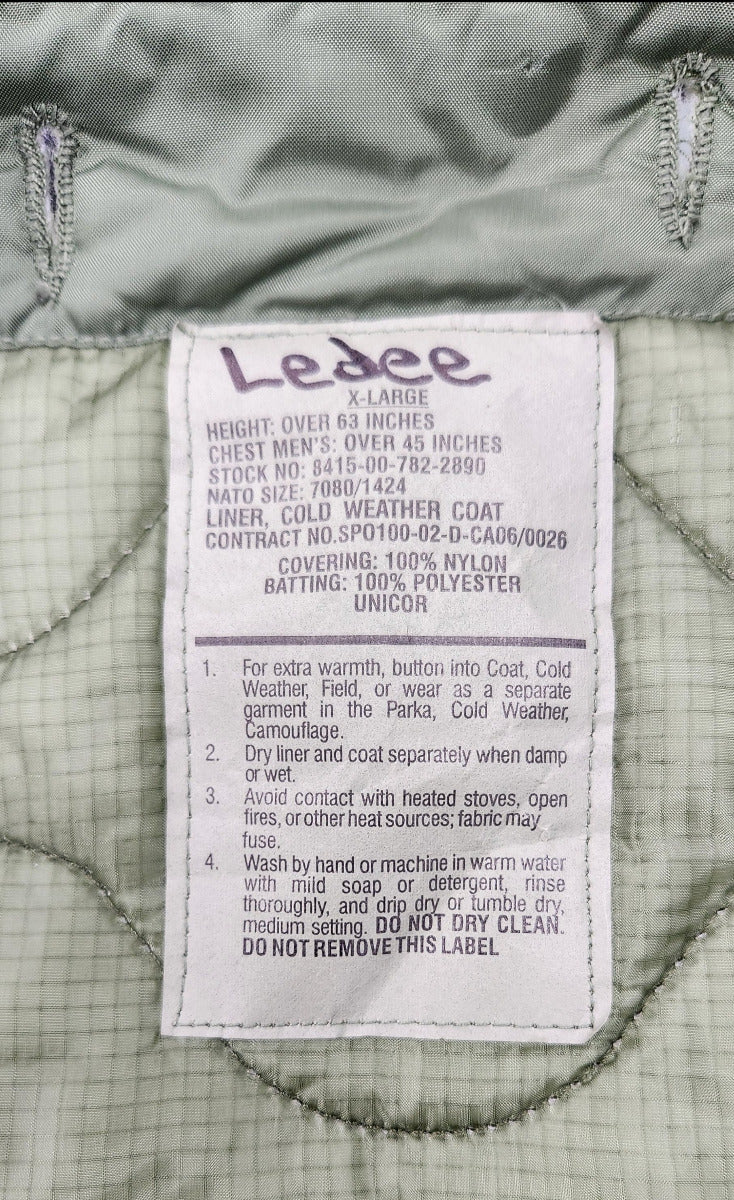 Ledee
X-LARGE
HEIGHT: OVER 63 INCHES
CHEST MEN'S: OVER 45 INCHES
STOCK NO: 8415-00-782-2890
NATO SIZE: 7080/1424
LINER, COLD WEATHER COAT
CONTRACT NO.SPO100-02-D-CA06/0026
COVERING: 100% NYLON
BATTING: 100% POLYESTER
UNICOR
1. For extra warmth, button into Coat, Cold
Weather, Field, or wear as a separate
garment in the Parka, Cold Weather,
Camouflage.
2. Dry liner and coat separately when damp
or wet.
3. Avoid contact with heated stoves, open
fires, or other heat sources; fabric may
fuse.
4. Wash by hand or machine in warm water
with mild soap or detergent, rinse
thoroughly, and drip dry or tumble dry,
medium setting. DO NOT DRY CLEAN.
DO NOT REMOVE THIS LABEL